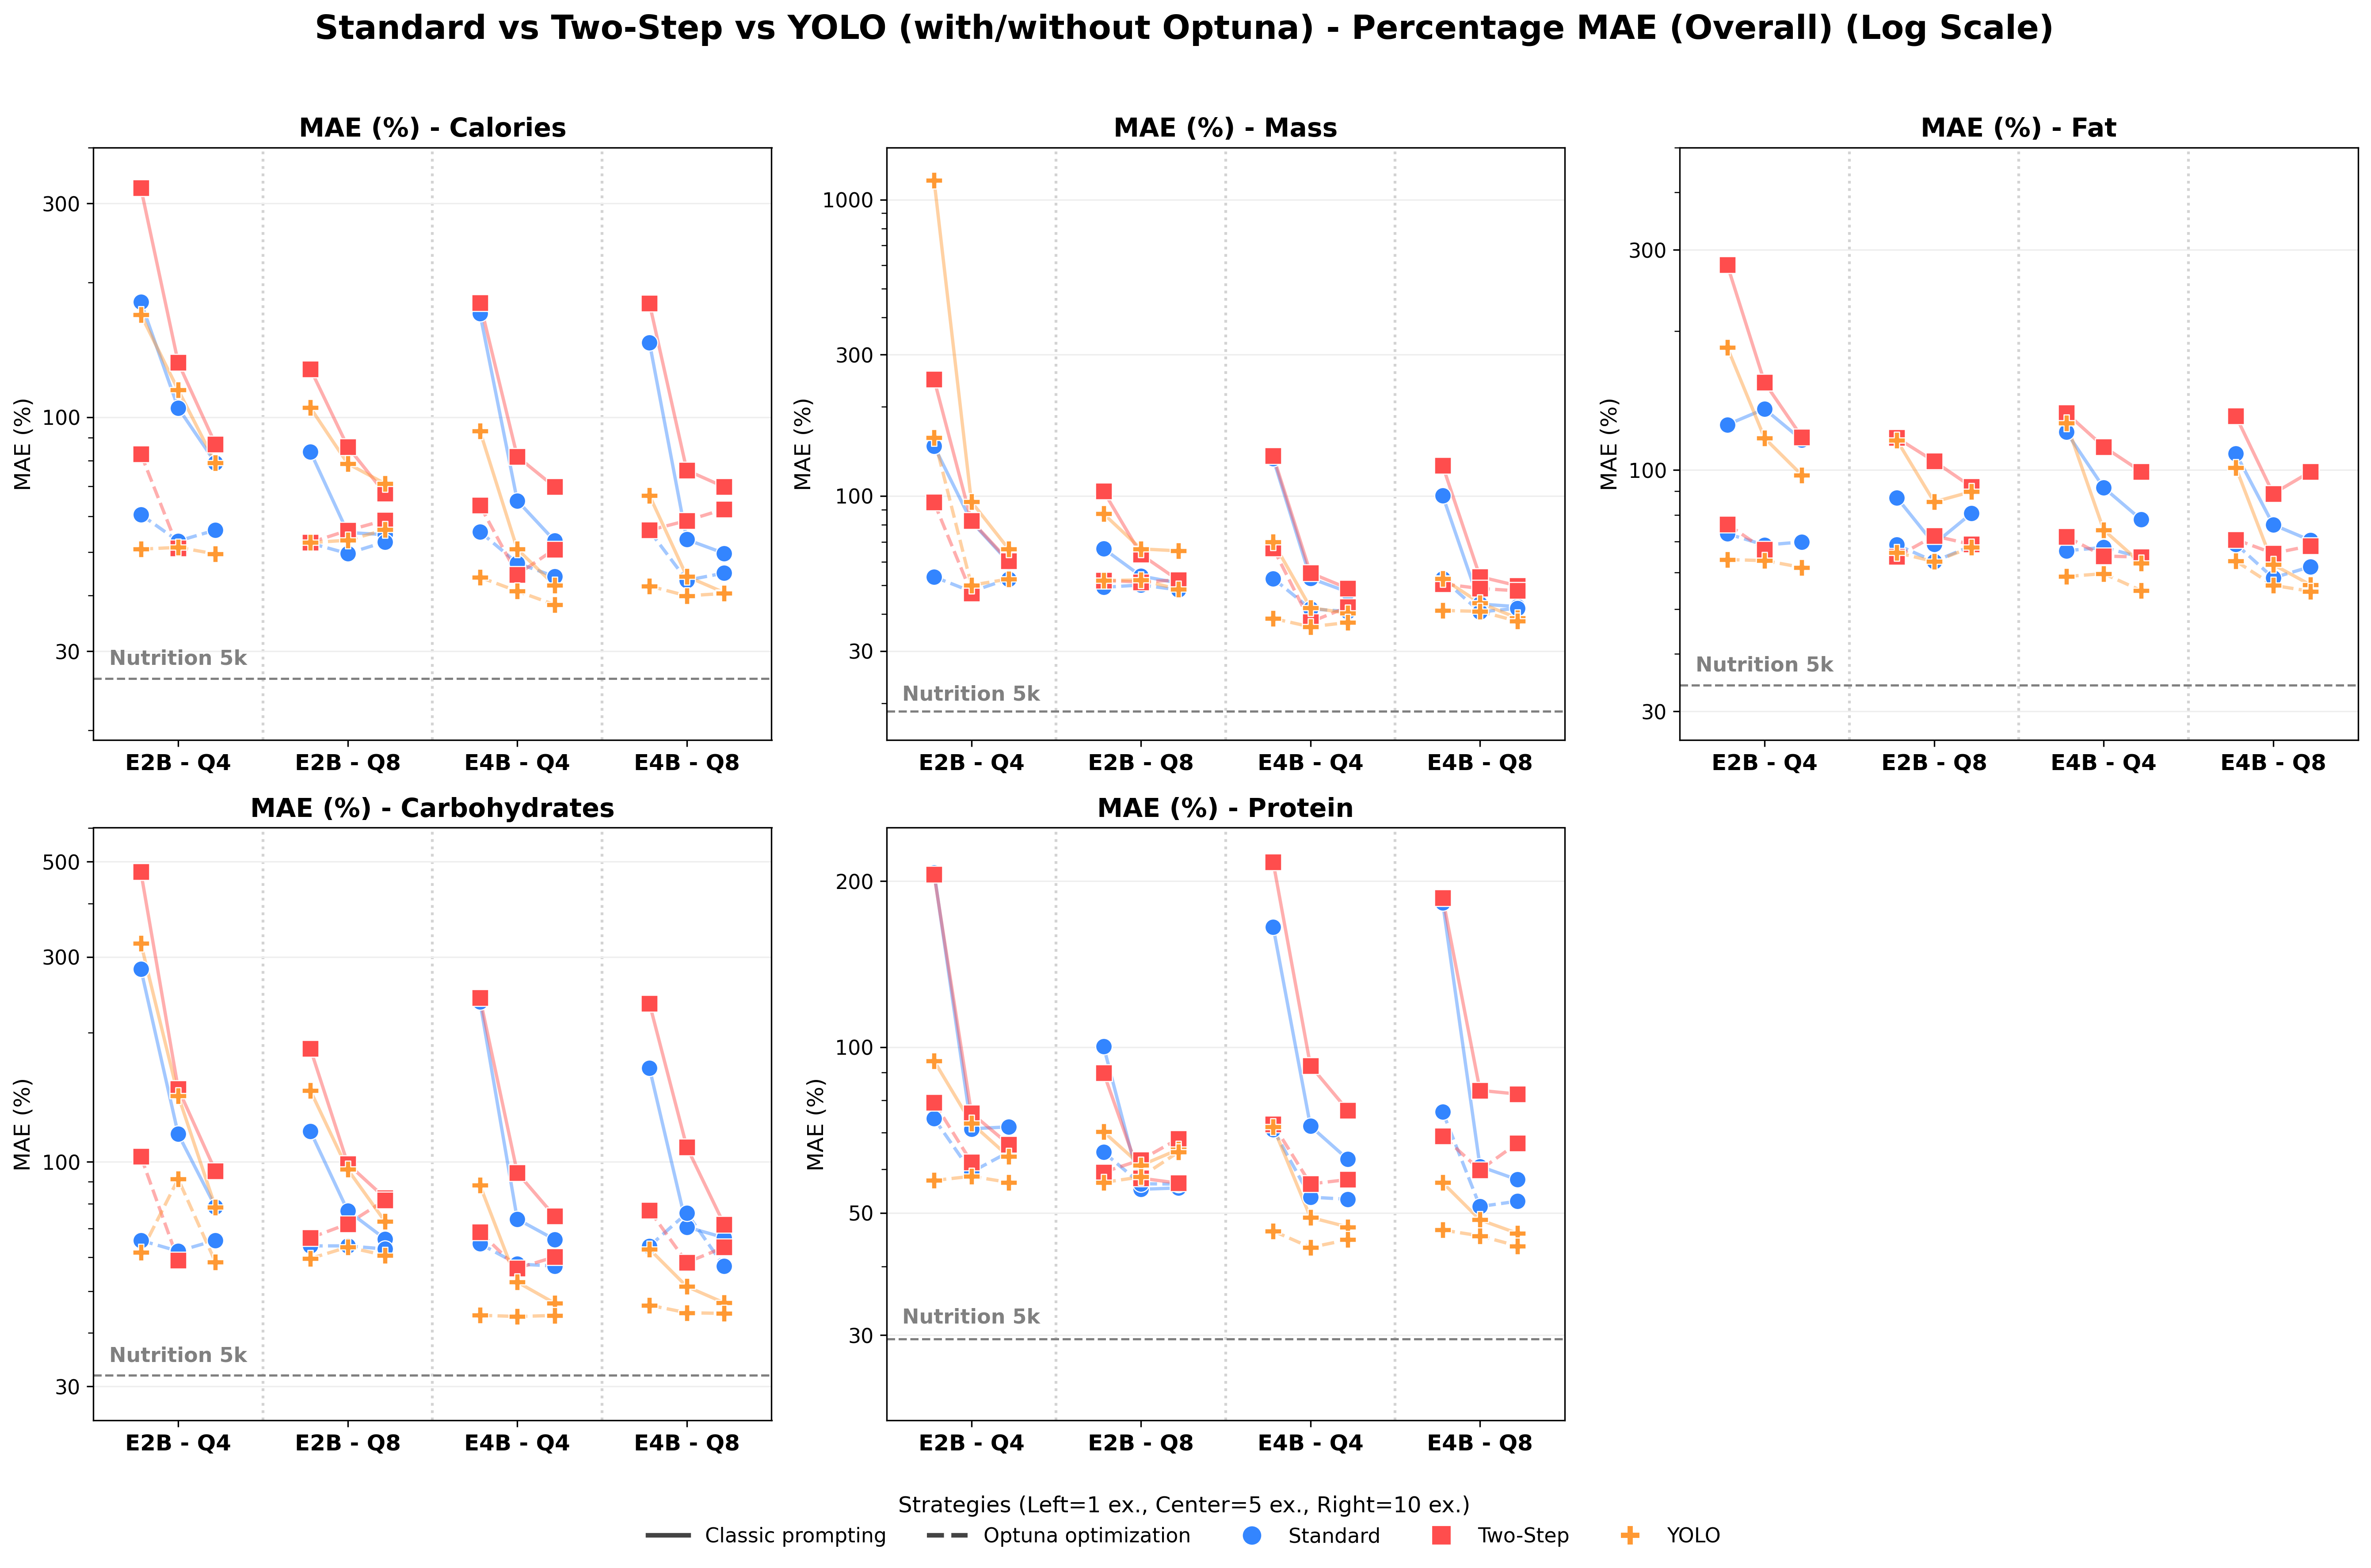 Standard vs Two-Step vs YOLO (with/without Optuna) - Percentage MAE (Overall) (Log Scale)
MAE (%) - Calories
MAE (%)
300
100
30
Nutrition 5k
E2B - Q4
E2B - Q8
E4B - Q4
E4B - Q8
MAE (%) - Mass
MAE (%)
1000
300
100
30
Nutrition 5k
E2B - Q4
E2B - Q8
E4B - Q4
E4B - Q8
MAE (%) - Fat
MAE (%)
300
100
30
Nutrition 5k
E2B - Q4
E2B - Q8
E4B - Q4
E4B - Q8
MAE (%) - Carbohydrates
MAE (%)
500
300
100
30
Nutrition 5k
E2B - Q4
E2B - Q8
E4B - Q4
E4B - Q8
MAE (%) - Protein
MAE (%)
200
100
50
30
Nutrition 5k
E2B - Q4
E2B - Q8
E4B - Q4
E4B - Q8
Strategies (Left=1 ex., Center=5 ex., Right=10 ex.)
Classic prompting
Optuna optimization
Standard
Two-Step
YOLO